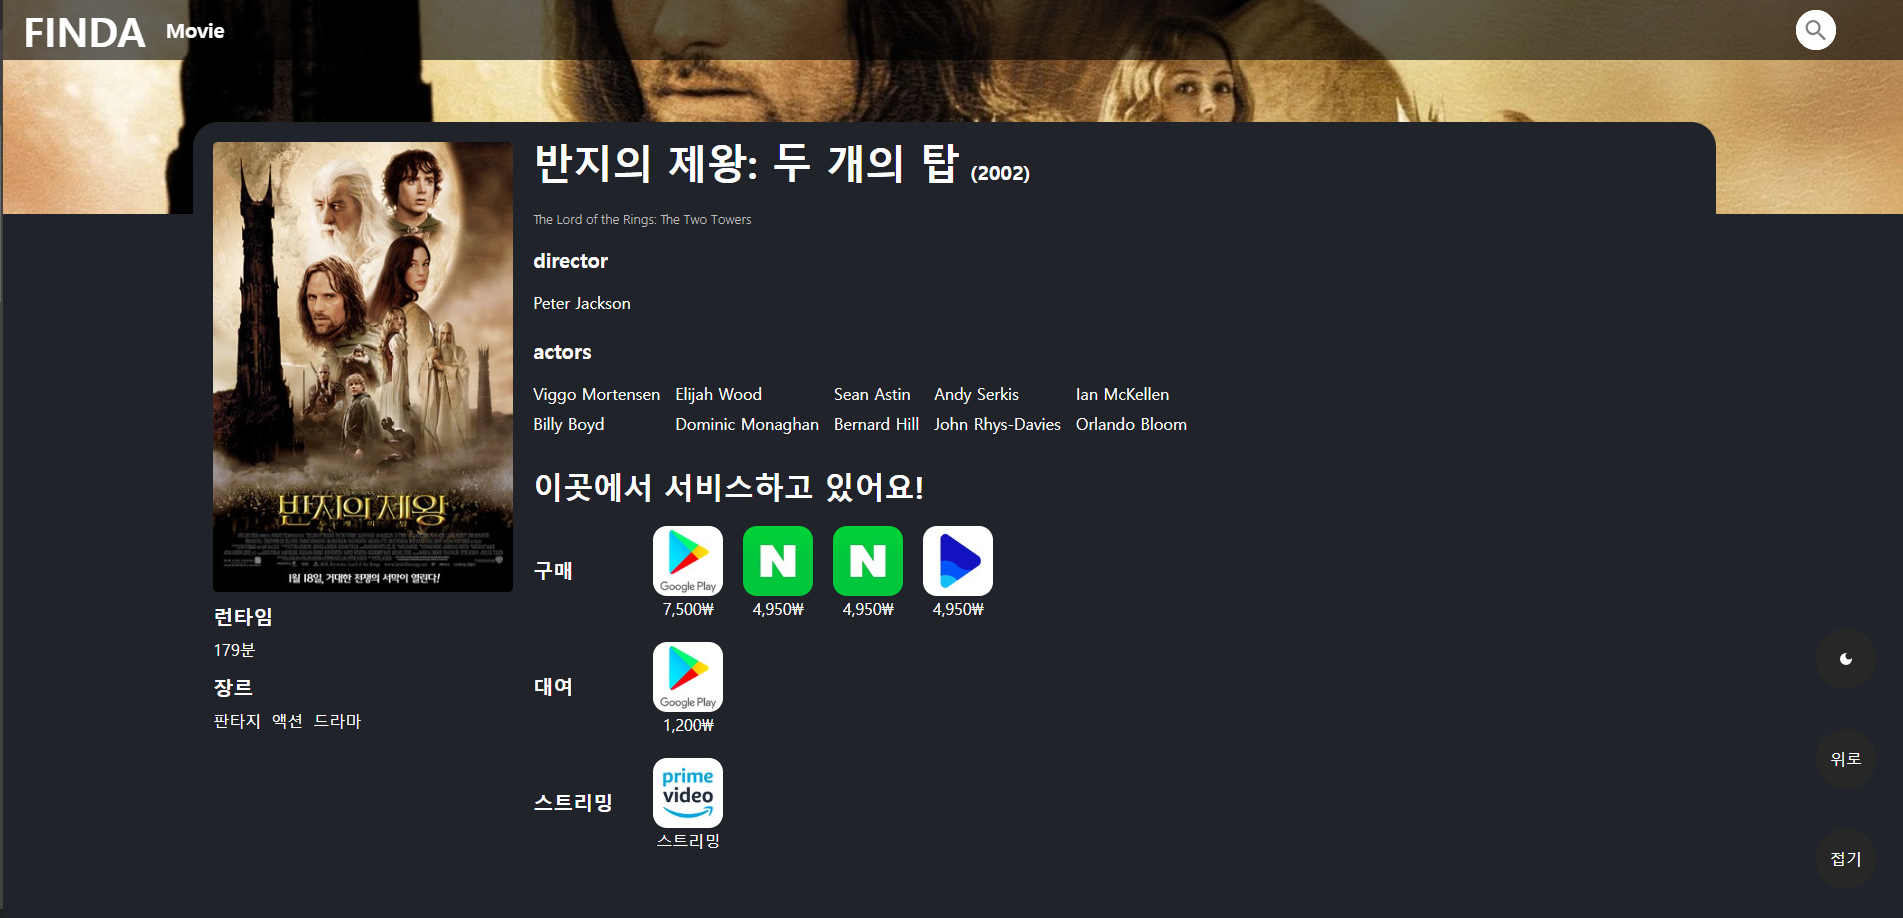 FINDA Movie
반지의 제왕: 두 개의 탑 (2002)
The Lord of the Rings: The Two Towers
director
Peter Jackson
actors
Viggo Mortensen Elijah Wood Sean Astin Andy Serkis Ian McKellen
Billy Boyd Dominic Monaghan Bernard Hill John Rhys-Davies Orlando Bloom
이곳에서 서비스하고 있어요!
구매
Google Play N N
7,500₩ 4,950₩ 4,950₩ 4,950₩
대여
Google Play
1,200₩
스트리밍
prime
video
스트리밍
반지의 제왕
두 개의 탑
1월 18일, 거대한 전쟁의 서막이 열린다!
런타임
179분
장르
판타지 액션 드라마
위로
접기